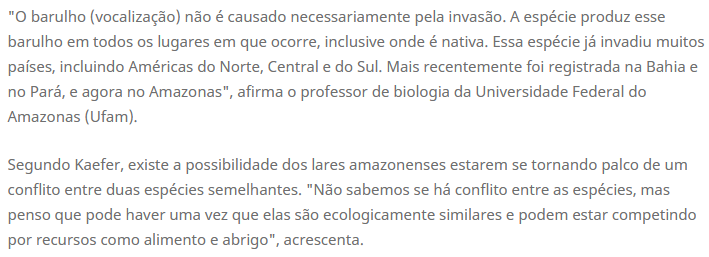 "O barulho (vocalização) não é causado necessariamente pela invasão. A espécie produz esse
barulho em todos os lugares em que ocorre, inclusive onde é nativa. Essa espécie já invadiu muitos
países, incluindo Américas do Norte, Central e do Sul. Mais recentemente foi registrada na Bahia e
no Pará, e agora no Amazonas", afirma o professor de biologia da Universidade Federal do
Amazonas (Ufam).
Segundo Kaefer, existe a possibilidade dos lares amazonenses estarem se tornando palco de um
conflito entre duas espécies semelhantes. "Não sabemos se há conflito entre as espécies, mas
penso que pode haver uma vez que elas são ecologicamente similares e podem estar competindo
por recursos como alimento e abrigo", acrescenta.